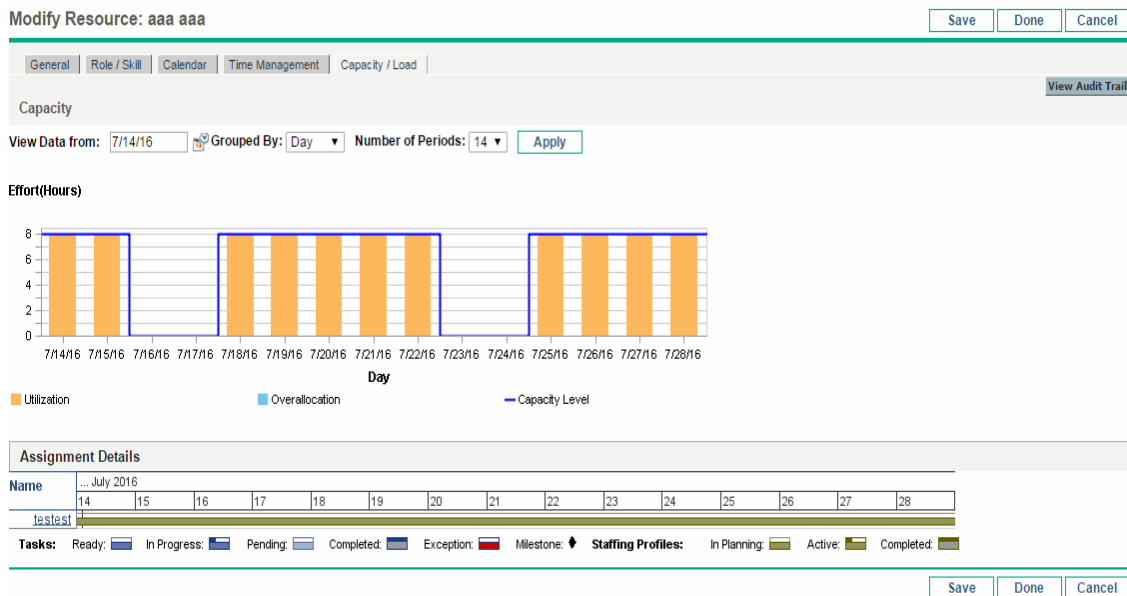 Modify Resource: aaa aaa Save Done Cancel
General Role / Skill Calendar Time Management Capacity / Load
View Audit Trail
Capacity
View Data from: 7/14/16 Grouped By: Day Number of Periods: 14 Apply
Effort(Hours)
8
6
4
2
0
7/14/16 7/15/16 7/16/16 7/17/16 7/18/16 7/19/16 7/20/16 7/21/16 7/22/16 7/23/16 7/24/16 7/25/16 7/26/16 7/27/16 7/28/16
Day
Utilization Overallocation Capacity Level
Assignment Details
Name ... July 2016
14 15 16 17 18 19 20 21 22 23 24 25 26 27 28
testest
Tasks: Ready: In Progress: Pending: Completed: Exception: Milestone: Staffing Profiles: In Planning: Active: Completed:
Save Done Cancel